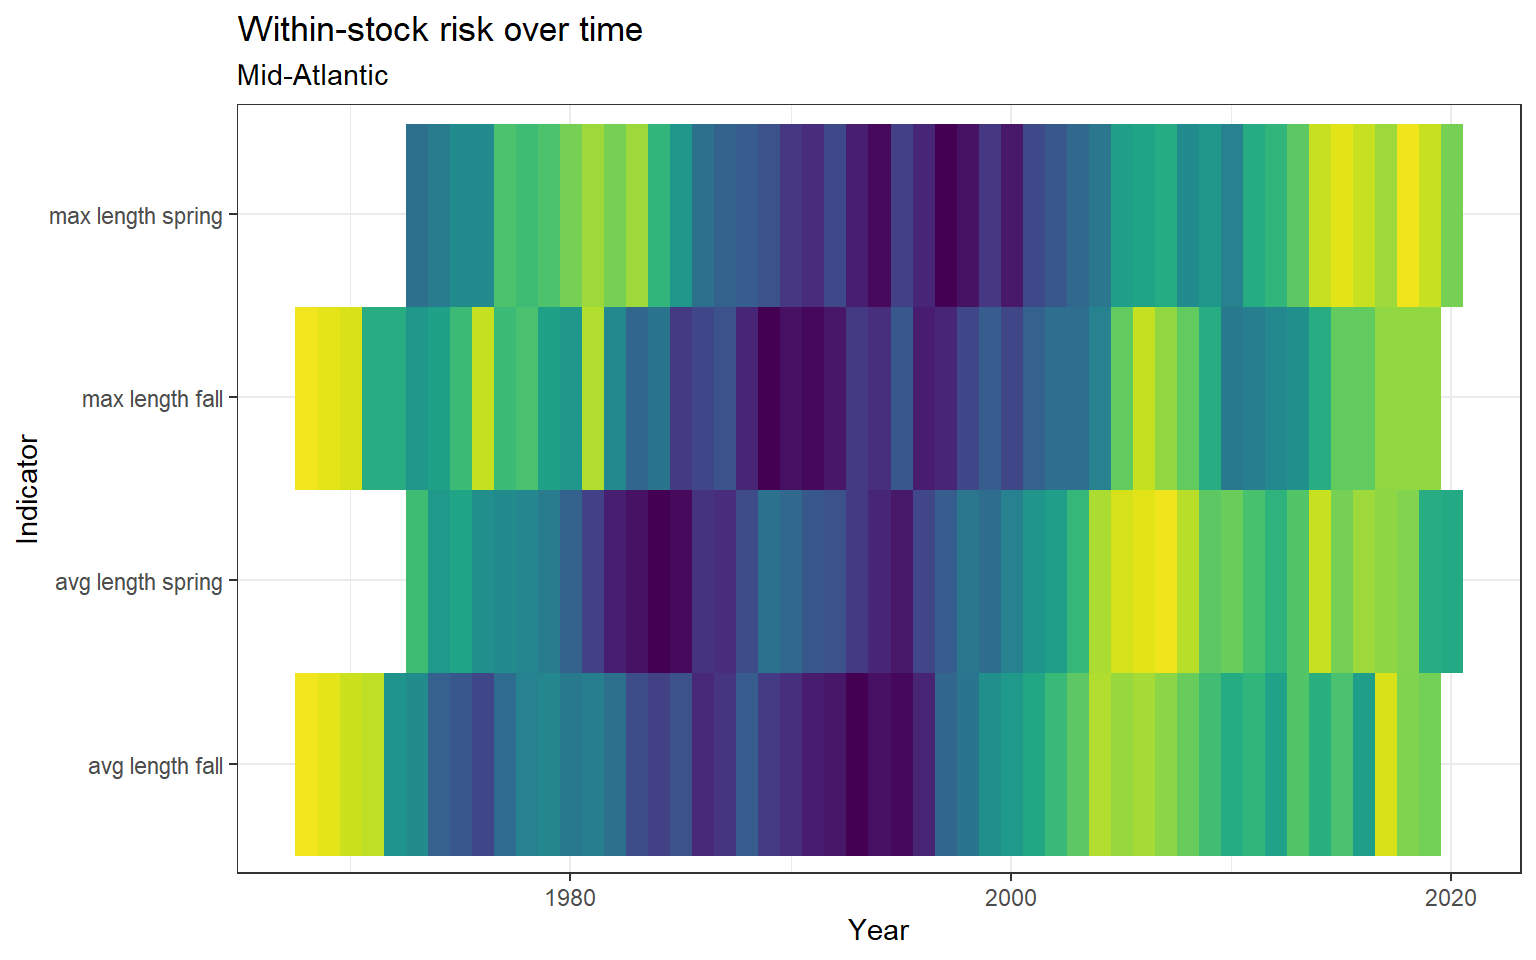 Within-stock risk over time
Mid-Atlantic
Indicator
max length spring
max length fall
avg length spring
avg length fall
1980
2000
2020
Year